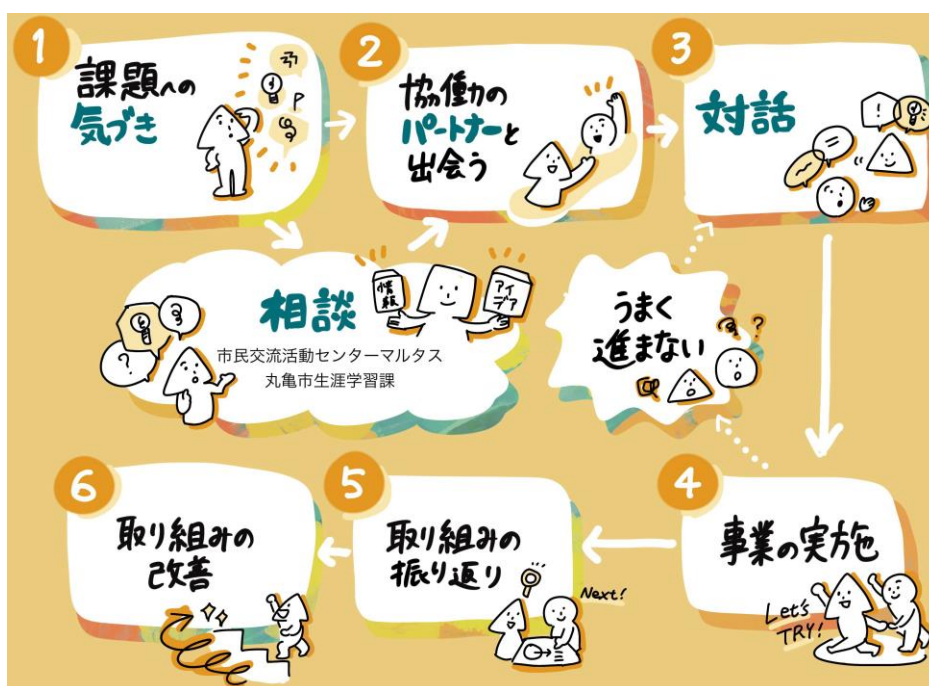 1
課題への
気づき
2
協働の
パートナーと
出会う
3
対話
相談
情報
アイデア
市民交流活動センターマルタス
丸亀市生涯学習課
うまく
進まない
?
4
事業の実施
Let's
TRY!
5
取り組みの
振り返り
Next!
6
取り組みの
改善